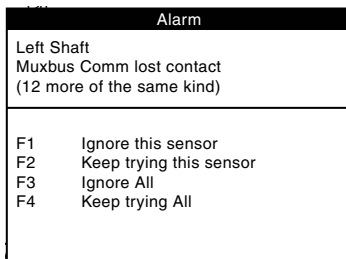 Alarm
Left Shaft
Muxbus Comm lost contact
(12 more of the same kind)
F1 Ignore this sensor
F2 Keep trying this sensor
F3 Ignore All
F4 Keep trying All